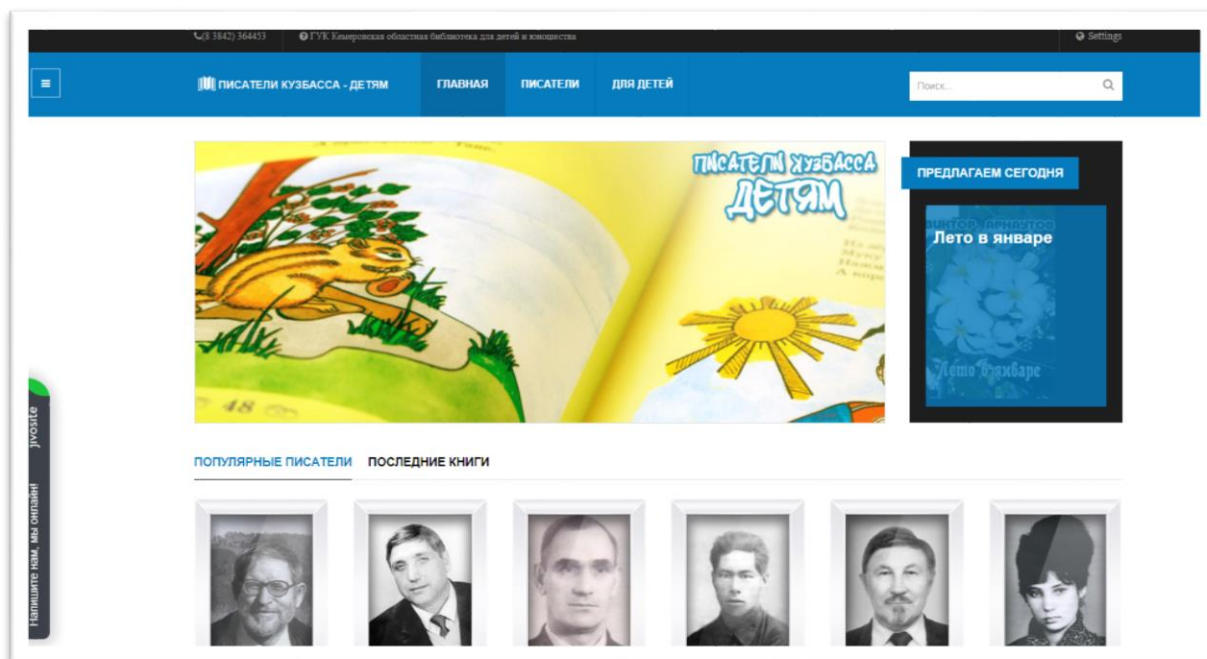 (8 3842) 364453
ГУК Кемеровская областная библиотека для детей и юношества
Settings
ПИСАТЕЛИ КУЗБАССА - ДЕТЯМ
ГЛАВНАЯ
ПИСАТЕЛИ
ДЛЯ ДЕТЕЙ
Поиск...
ПИСАТЕЛИ КУЗБАССА
ДЕТЯМ
48
ПРЕДЛАГАЕМ СЕГОДНЯ
ВИКТОР АРНАУТОВ
Лето в январе
Лето в январе
ПОПУЛЯРНЫЕ ПИСАТЕЛИ
ПОСЛЕДНИЕ КНИГИ
Напишите нам, мы онлайн!
jivosite